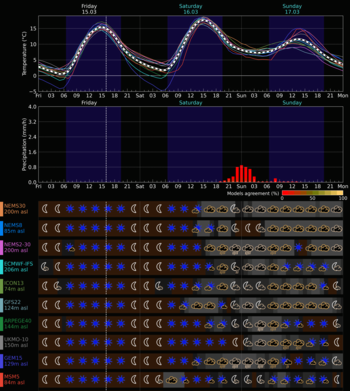 Friday
15.03
Saturday
16.03
Sunday
17.03
Temperature (°C)
15
10
5
0
Fri 03 06 09 12 15 18 21 Sat 03 06 09 12 15 18 21 Sun 03 06 09 12 15 18 21 Mon
Friday
Saturday
Sunday
Precipitation (mm/h)
4.0
3.2
2.4
1.6
0.8
0.0
Fri 03 06 09 12 15 18 21 Sat 03 06 09 12 15 18 21 Sun 03 06 09 12 15 18 21 Mon
Models agreement (%)
0 50 100
NEMS30
200m asl
NEMS8
NEMS2-30
200m asl
ECMWF-IFS
206m asl
ICON13
74m asl
GFS22
124m asl
ARPEGE40
144m asl
UKMO-10
150m asl
GEM15
129m asl
MSM5
84m asl